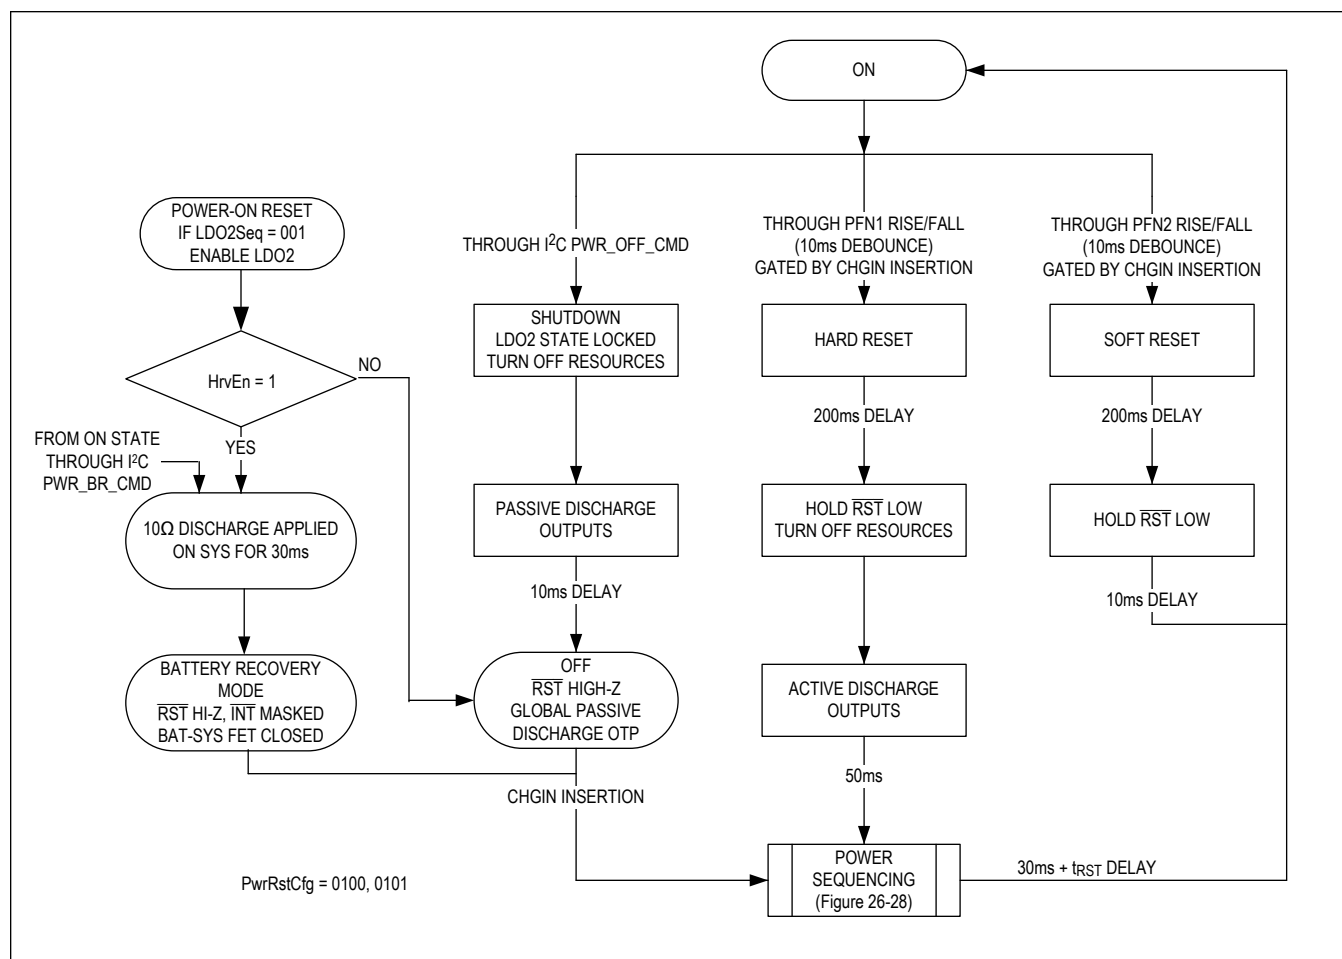 ON
POWER-ON RESET
IF LDO2Seq = 001
ENABLE LDO2
HrvEn = 1
NO
YES
FROM ON STATE
THROUGH I²C
PWR_BR_CMD
10Ω DISCHARGE APPLIED
ON SYS FOR 30ms
BATTERY RECOVERY
MODE
R̅S̅T̅ HI-Z, I̅N̅T̅ MASKED
BAT-SYS FET CLOSED
THROUGH I²C PWR_OFF_CMD
SHUTDOWN
LDO2 STATE LOCKED
TURN OFF RESOURCES
PASSIVE DISCHARGE
OUTPUTS
10ms DELAY
OFF
R̅S̅T̅ HIGH-Z
GLOBAL PASSIVE
DISCHARGE OTP
CHGIN INSERTION
THROUGH PFN1 RISE/FALL
(10ms DEBOUNCE)
GATED BY CHGIN INSERTION
HARD RESET
200ms DELAY
HOLD R̅S̅T̅ LOW
TURN OFF RESOURCES
ACTIVE DISCHARGE
OUTPUTS
50ms
POWER
SEQUENCING
(Figure 26-28)
30ms + tRST DELAY
THROUGH PFN2 RISE/FALL
(10ms DEBOUNCE)
GATED BY CHGIN INSERTION
SOFT RESET
200ms DELAY
HOLD R̅S̅T̅ LOW
10ms DELAY
PwrRstCfg = 0100, 0101